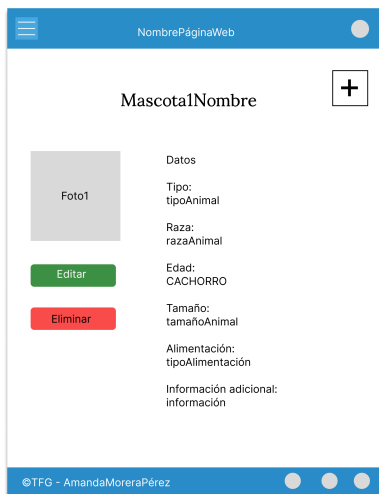 NombrePáginaWeb
Mascota1Nombre
Foto1
Editar
Eliminar
Datos
Tipo:
tipoAnimal
Raza:
razaAnimal
Edad:
CACHORRO
Tamaño:
tamañoAnimal
Alimentación:
tipoAlimentación
Información adicional:
información
©TFG - AmandaMoreraPérez